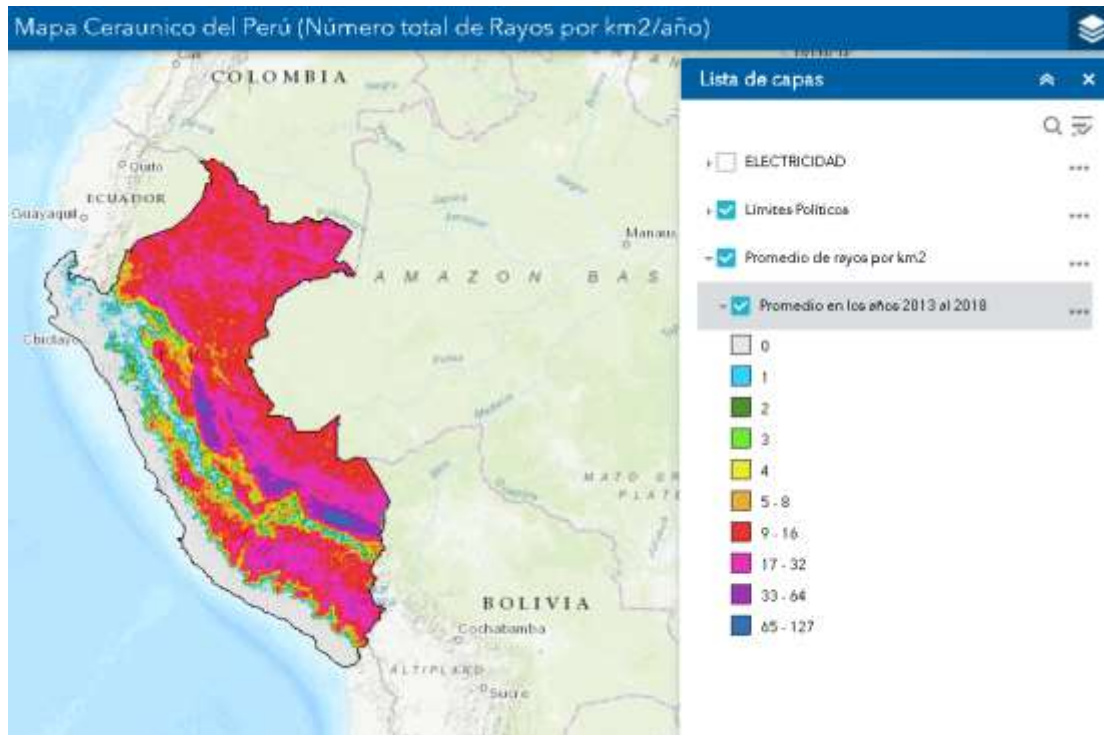 Mapa Ceraunico del Perú (Número total de Rayos por km2/año)
COLOMBIA
Quito
ECUADOR
Guayaquil
Manaus
AMAZON BAS
Chiclayo
MATO GR
PLATE
BOLIVIA
Cochabamba
ALTIPLANO
Sucre
Lista de capas
ELECTRICIDAD
Límites Políticos
Promedio de rayos por km2
Promedio en los años 2013 al 2018
0
1
2
3
4
5 - 8
9 - 16
17 - 32
33 - 64
65 - 127